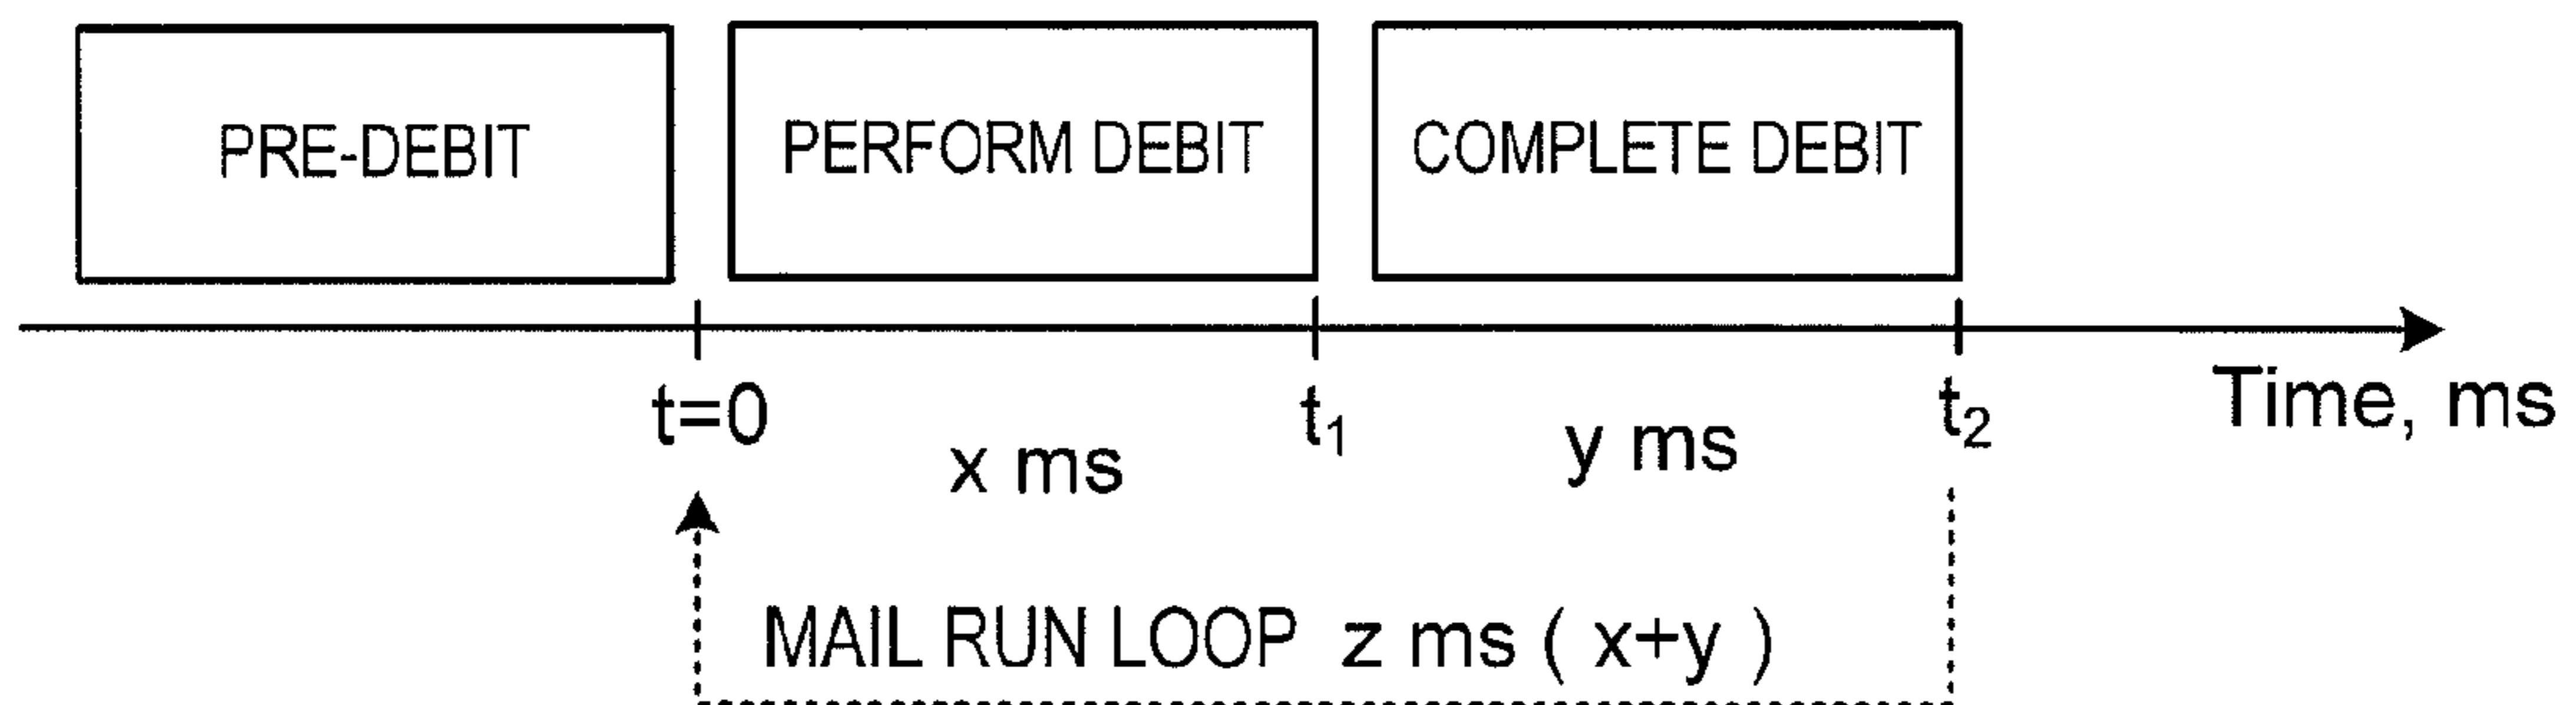 PRE-DEBIT
PERFORM DEBIT
COMPLETE DEBIT
t=0
t₁
t₂
Time, ms
x ms
y ms
MAIL RUN LOOP z ms ( x+y )